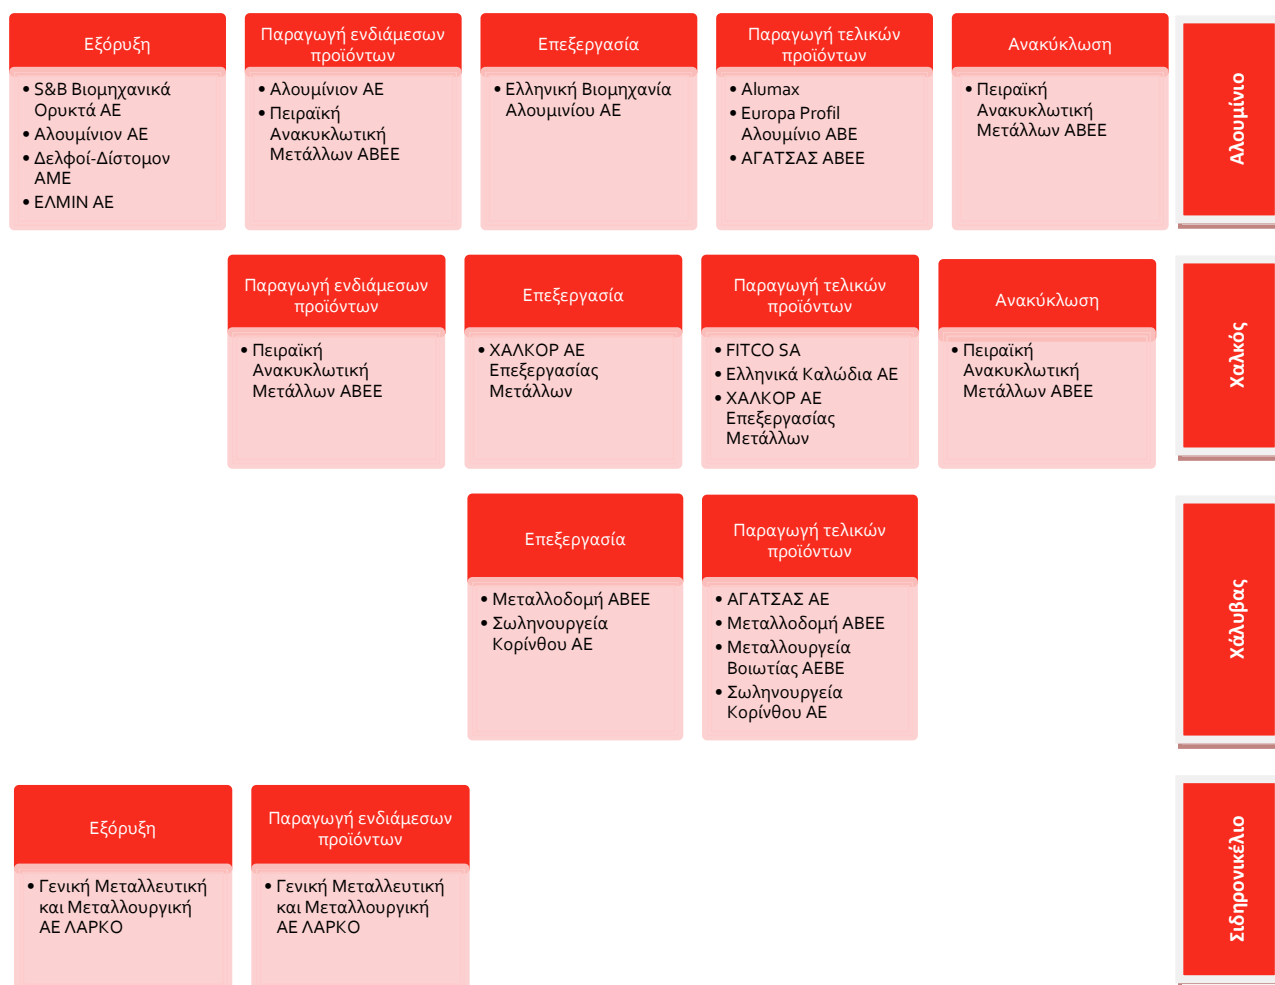 Εξόρυξη
• S&B Βιομηχανικά
Ορυκτά ΑΕ
• Αλουμίνιον ΑΕ
• Δελφοί-Δίστομον
ΑΜΕ
• ΕΛΜΙΝ ΑΕ
Παραγωγή ενδιάμεσων
προϊόντων
• Αλουμίνιον ΑΕ
• Πειραϊκή
Ανακυκλωτική
Μετάλλων ΑΒΕΕ
Επεξεργασία
• Ελληνική Βιομηχανία
Αλουμινίου ΑΕ
Παραγωγή τελικών
προϊόντων
• Alumax
• Europa Profil
Αλουμίνιο ΑΒΕ
• ΑΓΑΤΣΑΣ ΑΒΕΕ
Ανακύκλωση
• Πειραϊκή
Ανακυκλωτική
Μετάλλων ΑΒΕΕ
Αλουμίνιο
Παραγωγή ενδιάμεσων
προϊόντων
• Πειραϊκή
Ανακυκλωτική
Μετάλλων ΑΒΕΕ
Επεξεργασία
• ΧΑΛΚΟΡ ΑΕ
Επεξεργασίας
Μετάλλων
Παραγωγή τελικών
προϊόντων
• FITCO SA
• Ελληνικά Καλώδια ΑΕ
• ΧΑΛΚΟΡ ΑΕ
Επεξεργασίας
Μετάλλων
Ανακύκλωση
• Πειραϊκή
Ανακυκλωτική
Μετάλλων ΑΒΕΕ
Χαλκός
Επεξεργασία
• Μεταλλοδομή ΑΒΕΕ
• Σωληνουργεία
Κορίνθου ΑΕ
Παραγωγή τελικών
προϊόντων
• ΑΓΑΤΣΑΣ ΑΕ
• Μεταλλοδομή ΑΒΕΕ
• Μεταλλουργεία
Βοιωτίας ΑΕΒΕ
• Σωληνουργεία
Κορίνθου ΑΕ
Χάλυβας
Εξόρυξη
• Γενική Μεταλλευτική
και Μεταλλουργική
ΑΕ ΛΑΡΚΟ
Παραγωγή ενδιάμεσων
προϊόντων
• Γενική Μεταλλευτική
και Μεταλλουργική
ΑΕ ΛΑΡΚΟ
Σιδηρονικέλιο